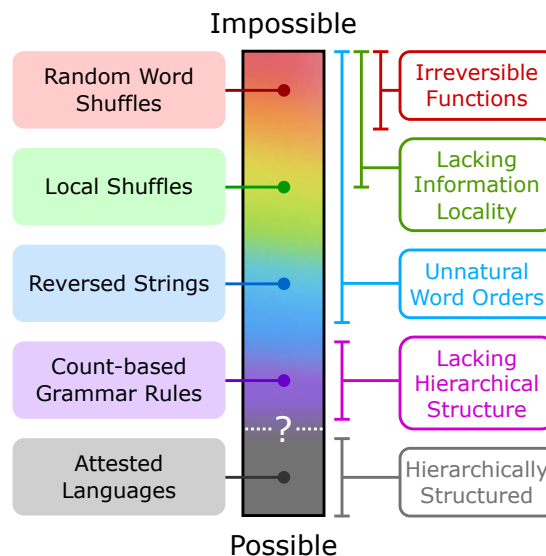 Impossible
Random Word
Shuffles
Irreversible
Functions
Local Shuffles
Lacking
Information
Locality
Reversed Strings
Unnatural
Word Orders
Count-based
Grammar Rules
Lacking
Hierarchical
Structure
?
Attested
Languages
Hierarchically
Structured
Possible